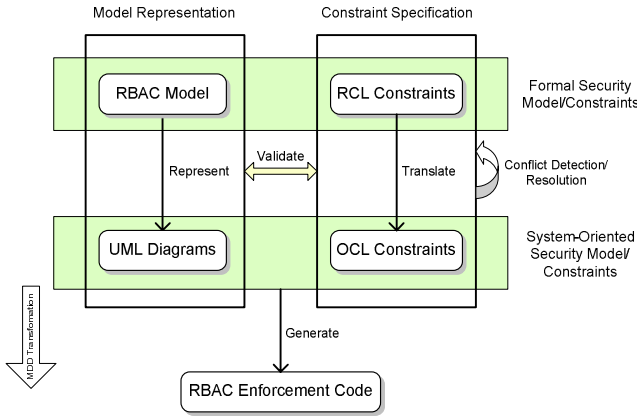 Model Representation
Constraint Specification
RBAC Model
RCL Constraints
Formal Security
Model/Constraints
Validate
Represent
Translate
Conflict Detection/
Resolution
UML Diagrams
OCL Constraints
System-Oriented
Security Model/
Constraints
MDD Transfomation
Generate
RBAC Enforcement Code